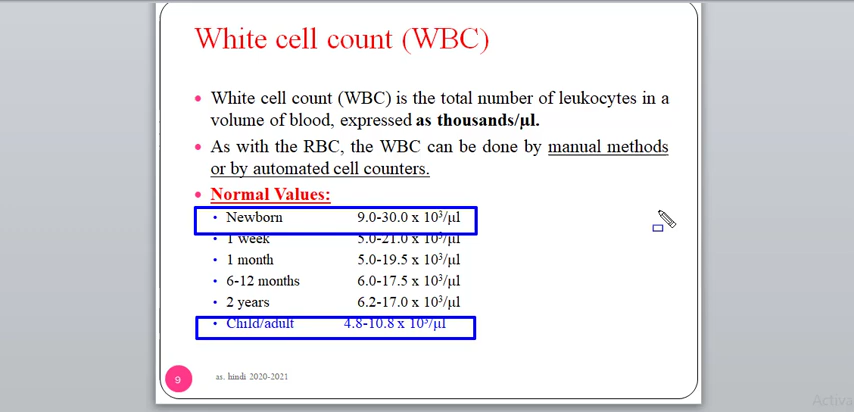 White cell count (WBC)
• White cell count (WBC) is the total number of leukocytes in a
volume of blood, expressed as thousands/µl.
• As with the RBC, the WBC can be done by manual methods
or by automated cell counters.
• Normal Values:
• Newborn 9.0-30.0 x 10³/µl
• 1 week 5.0-21.0 x 10³/µl
• 1 month 5.0-19.5 x 10³/µl
• 6-12 months 6.0-17.5 x 10³/µl
• 2 years 6.2-17.0 x 10³/µl
• Child/adult 4.8-10.8 x 10³/µl
9
as. hindi 2020-2021
Activa